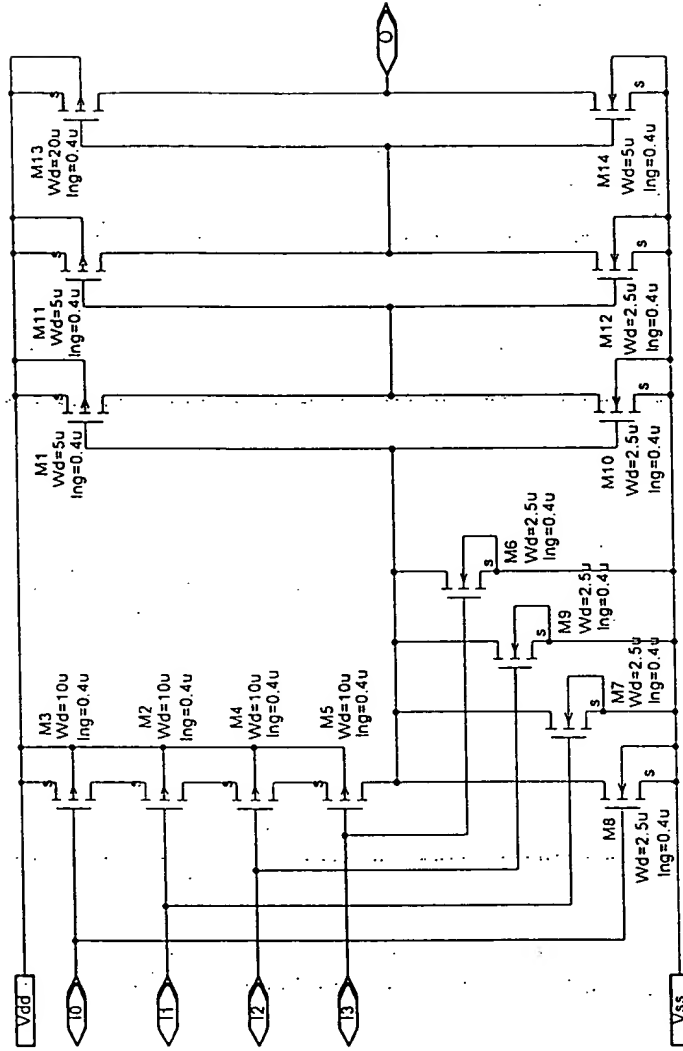 Vdd
I0
I1
I2
I3
Vss
M3
Wd=10u
lng=0.4u
M2
Wd=10u
lng=0.4u
M4
Wd=10u
lng=0.4u
M5
Wd=10u
lng=0.4u
M8
Wd=2.5u
lng=0.4u
M7
Wd=2.5u
lng=0.4u
M9
Wd=2.5u
lng=0.4u
M6
Wd=2.5u
lng=0.4u
M1
Wd=5u
lng=0.4u
M10
Wd=2.5u
lng=0.4u
M11
Wd=5u
lng=0.4u
M12
Wd=2.5u
lng=0.4u
M13
Wd=20u
lng=0.4u
M14
Wd=5u
lng=0.4u
O
s
s
s
s
s
s
s
s
s
s
s
s
s
s